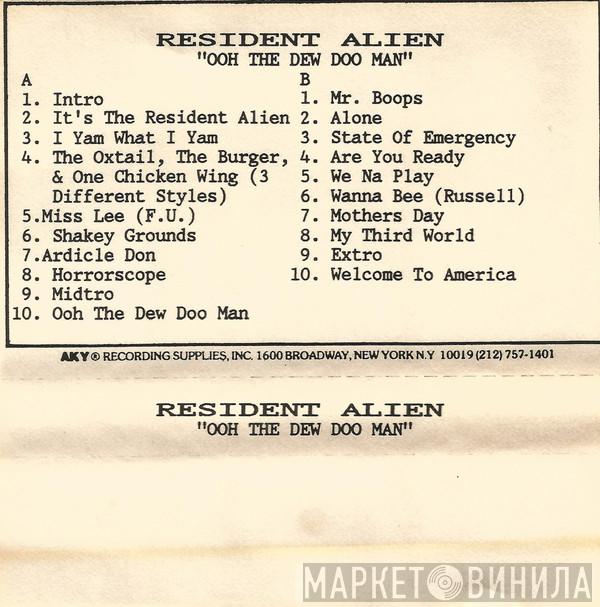 RESIDENT ALIEN
"OOH THE DEW DOO MAN"
A
1. Intro
2. It's The Resident Alien
3. I Yam What I Yam
4. The Oxtail, The Burger,
& One Chicken Wing (3
Different Styles)
5.Miss Lee (F.U.)
6. Shakey Grounds
7.Ardicle Don
8. Horrorscope
9. Midtro
10. Ooh The Dew Doo Man
B
1. Mr. Boops
2. Alone
3. State Of Emergency
4. Are You Ready
5. We Na Play
6. Wanna Bee (Russell)
7. Mothers Day
8. My Third World
9. Extro
10. Welcome To America
AKY® RECORDING SUPPLIES, INC. 1600 BROADWAY, NEW YORK N.Y 10019 (212) 757-1401
RESIDENT ALIEN
"OOH THE DEW DOO MAN"
МАРКЕТ ВИНИЛА